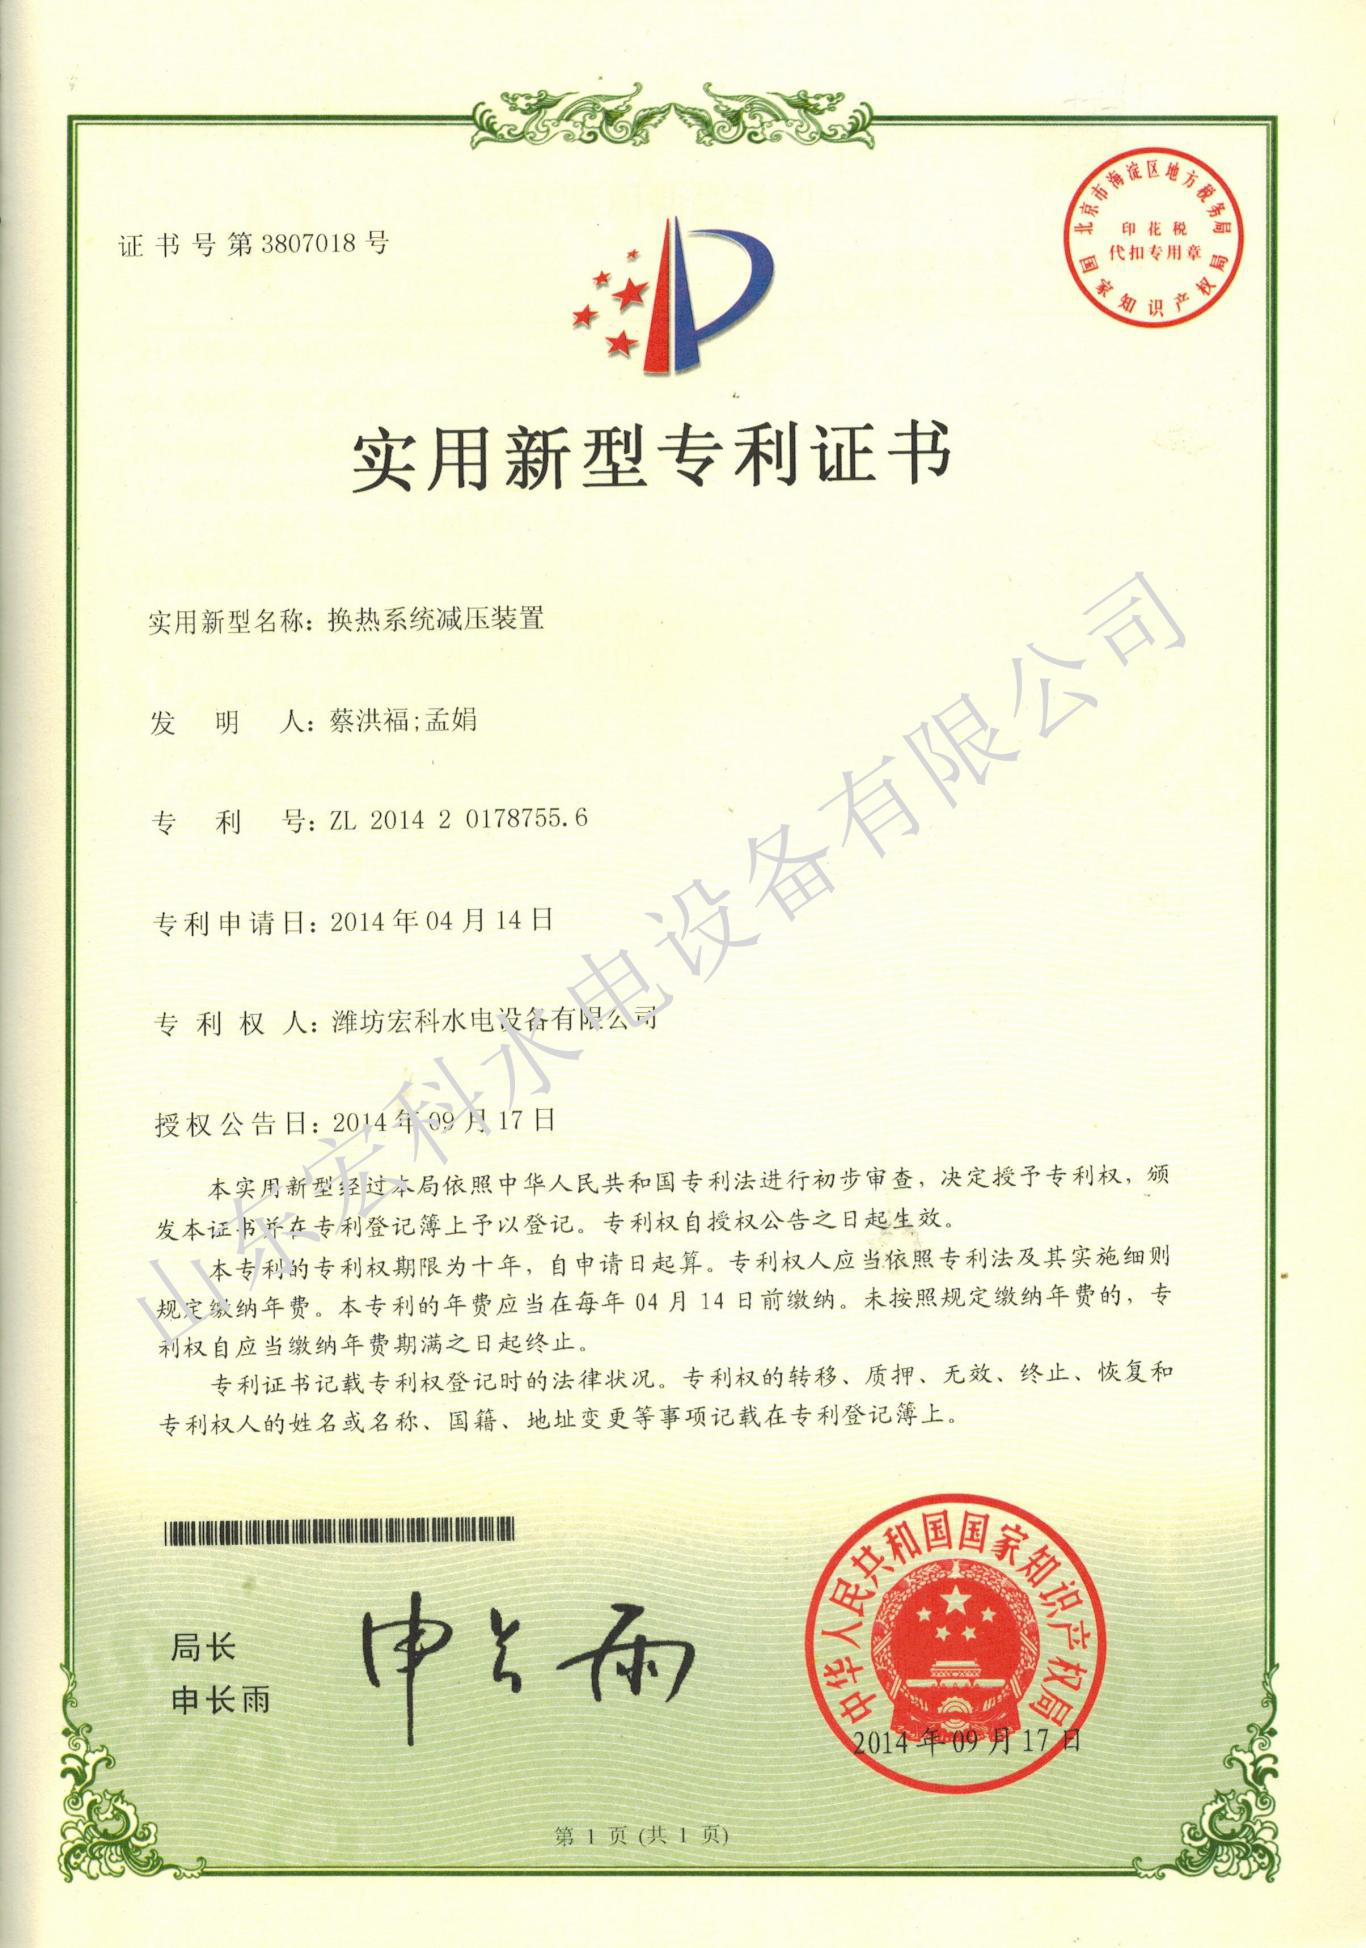 证书号第3807018号
北京市海淀区地方税务局
印花税
代扣专用章
国家知识产权局
实用新型专利证书
实用新型名称：换热系统减压装置
发明人：蔡洪福;孟娟
专利号：ZL 2014 2 0178755.6
专利申请日：2014年04月14日
专利权人：潍坊宏科水电设备有限公司
授权公告日：2014年09月17日
本实用新型经过本局依照中华人民共和国专利法进行初步审查，决定授予专利权，颁
发本证书并在专利登记簿上予以登记。专利权自授权公告之日起生效。
本专利的专利权期限为十年，自申请日起算。专利权人应当依照专利法及其实施细则
规定缴纳年费。本专利的年费应当在每年04月14日前缴纳。未按照规定缴纳年费的，专
利权自应当缴纳年费期满之日起终止。
专利证书记载专利权登记时的法律状况。专利权的转移、质押、无效、终止、恢复和
专利权人的姓名或名称、国籍、地址变更等事项记载在专利登记簿上。
山东宏科水电设备有限公司
局长
申长雨
申长雨
中华人民共和国国家知识产权局
2014年09月17日
第1页(共1页)